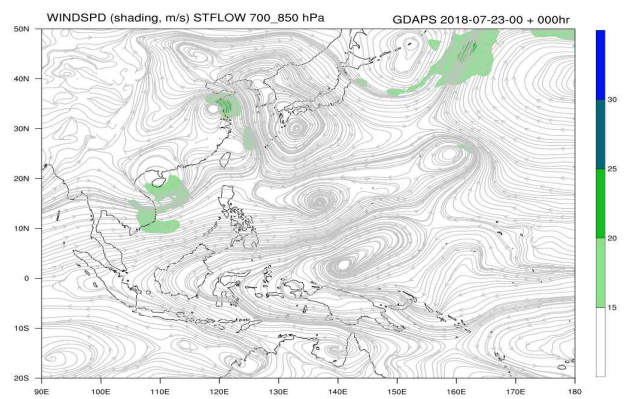 WINDSPD (shading, m/s) STFLOW 700_850 hPa GDAPS 2018-07-23-00 + 000hr
50N
40N
30N
20N
10N
0
10S
20S
90E 100E 110E 120E 130E 140E 150E 160E 170E 180
30
25
20
15